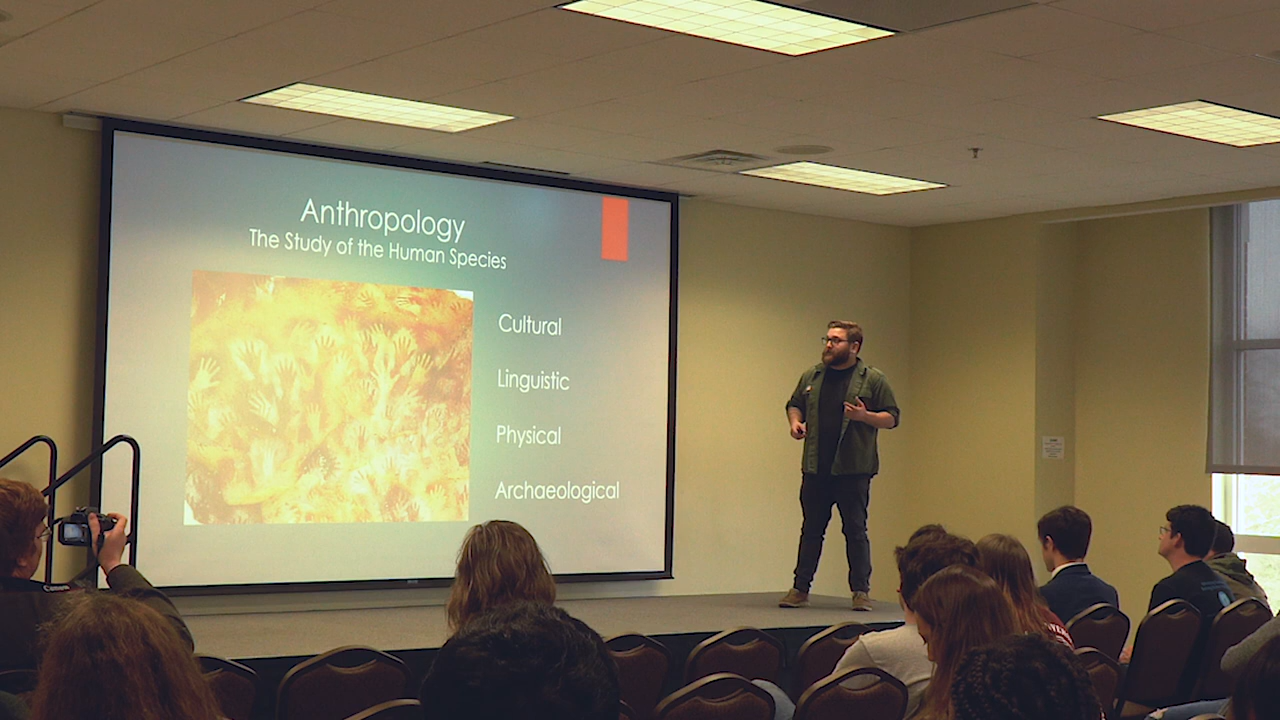 Anthropology
The Study of the Human Species
Cultural
Linguistic
Physical
Archaeological